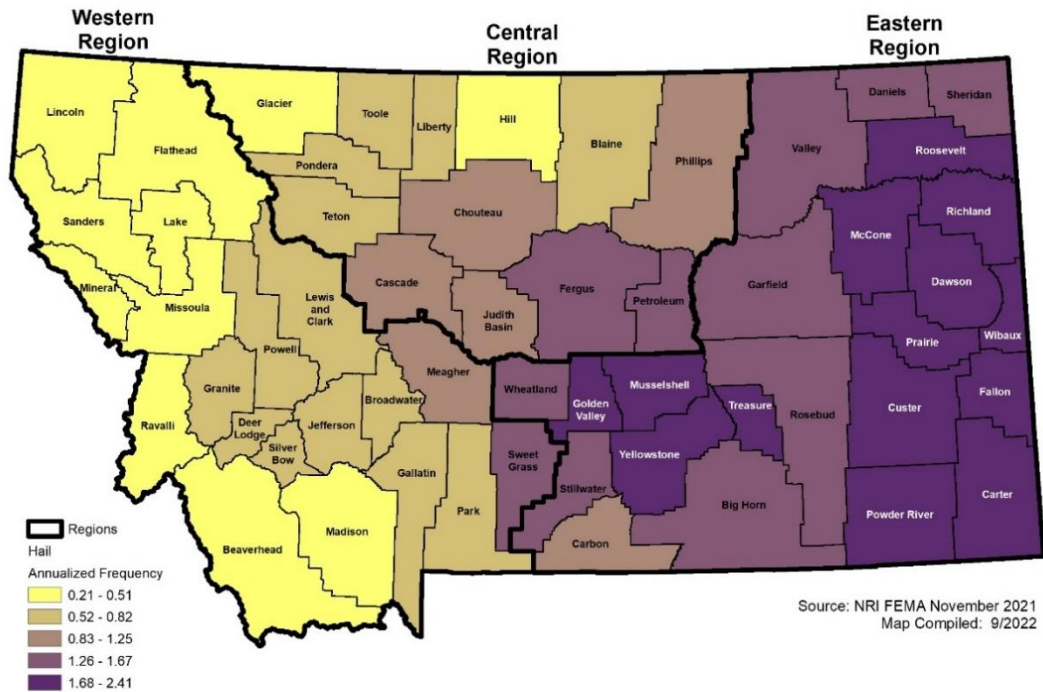 Western
Region
Central
Region
Eastern
Region
Lincoln
Flathead
Glacier
Toole
Liberty
Hill
Blaine
Phillips
Valley
Daniels
Sheridan
Roosevelt
Pondera
Teton
Chouteau
Sanders
Lake
McCone
Richland
Mineral
Missoula
Lewis
and
Clark
Cascade
Judith
Basin
Fergus
Petroleum
Garfield
Dawson
Wibaux
Prairie
Powell
Granite
Meagher
Broadwater
Jefferson
Deer
Lodge
Silver
Bow
Ravalli
Wheatland
Golden
Valley
Musselshell
Treasure
Rosebud
Custer
Fallon
Gallatin
Park
Sweet
Grass
Stillwater
Yellowstone
Big Horn
Powder River
Carter
Carbon
Beaverhead
Madison
Regions
Hail
Annualized Frequency
0.21 - 0.51
0.52 - 0.82
0.83 - 1.25
1.26 - 1.67
1.68 - 2.41
Source: NRI FEMA November 2021
Map Compiled: 9/2022